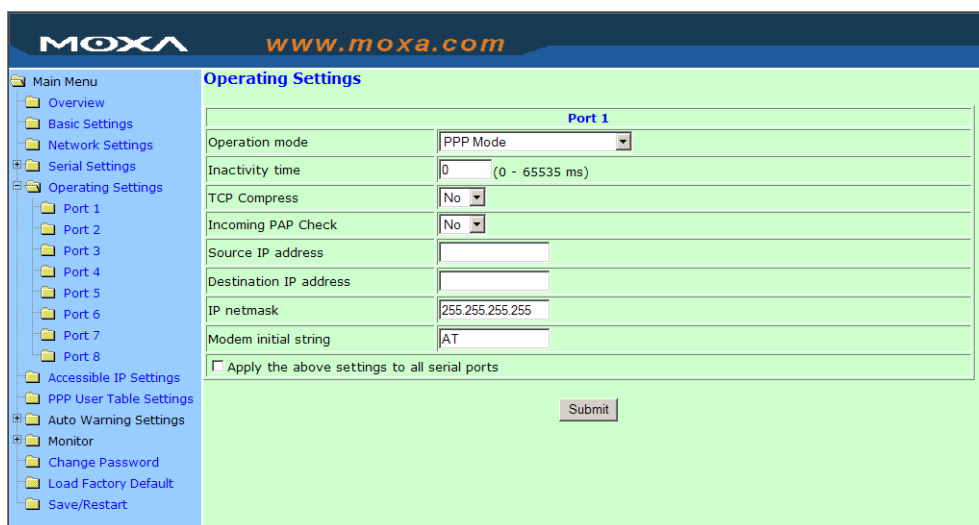 MOXA www.moxa.com
Main Menu
Overview
Basic Settings
Network Settings
Serial Settings
Operating Settings
Port 1
Port 2
Port 3
Port 4
Port 5
Port 6
Port 7
Port 8
Accessible IP Settings
PPP User Table Settings
Auto Warning Settings
Monitor
Change Password
Load Factory Default
Save/Restart
Operating Settings
Port 1
Operation mode PPP Mode
Inactivity time 0 (0 - 65535 ms)
TCP Compress No
Incoming PAP Check No
Source IP address
Destination IP address
IP netmask 255.255.255.255
Modem initial string AT
Apply the above settings to all serial ports
Submit